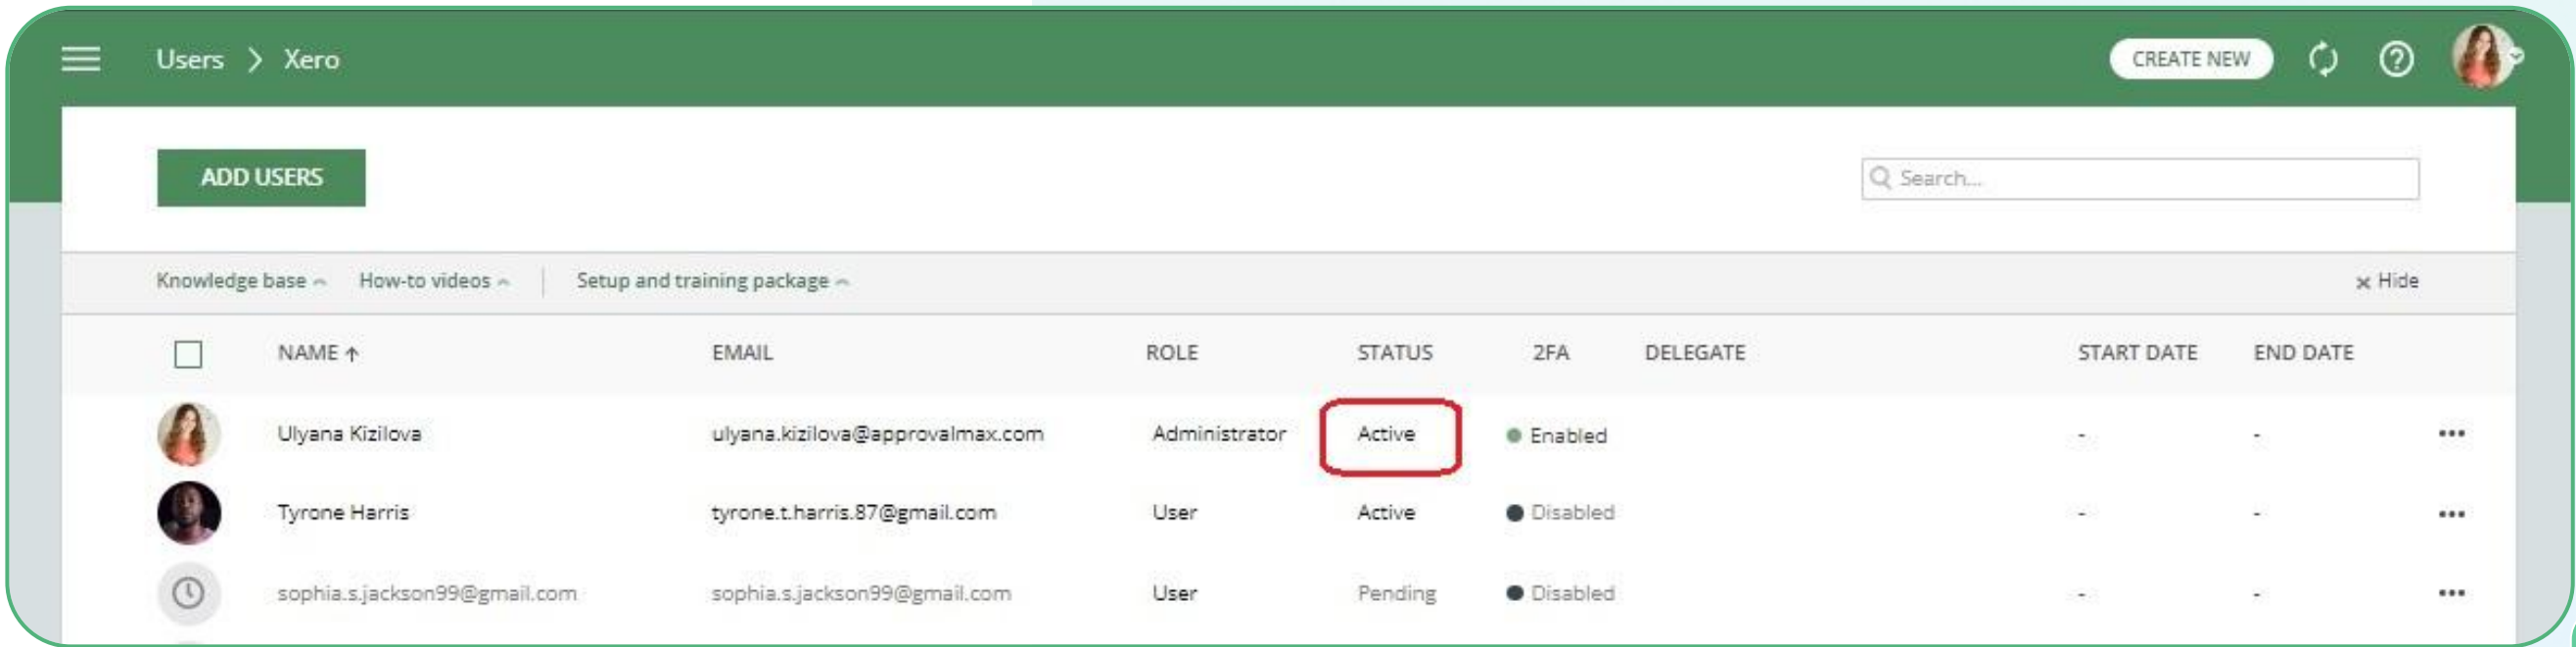 Users > Xero CREATE NEW
ADD USERS Search...
Knowledge base How-to videos Setup and training package × Hide
NAME ↑ EMAIL ROLE STATUS 2FA DELEGATE START DATE END DATE
Ulyana Kizilova ulyana.kizilova@approvalmax.com Administrator Active Enabled - - •••
Tyrone Harris tyrone.t.harris.87@gmail.com User Active Disabled - - •••
sophia.s.jackson99@gmail.com sophia.s.jackson99@gmail.com User Pending Disabled - - •••